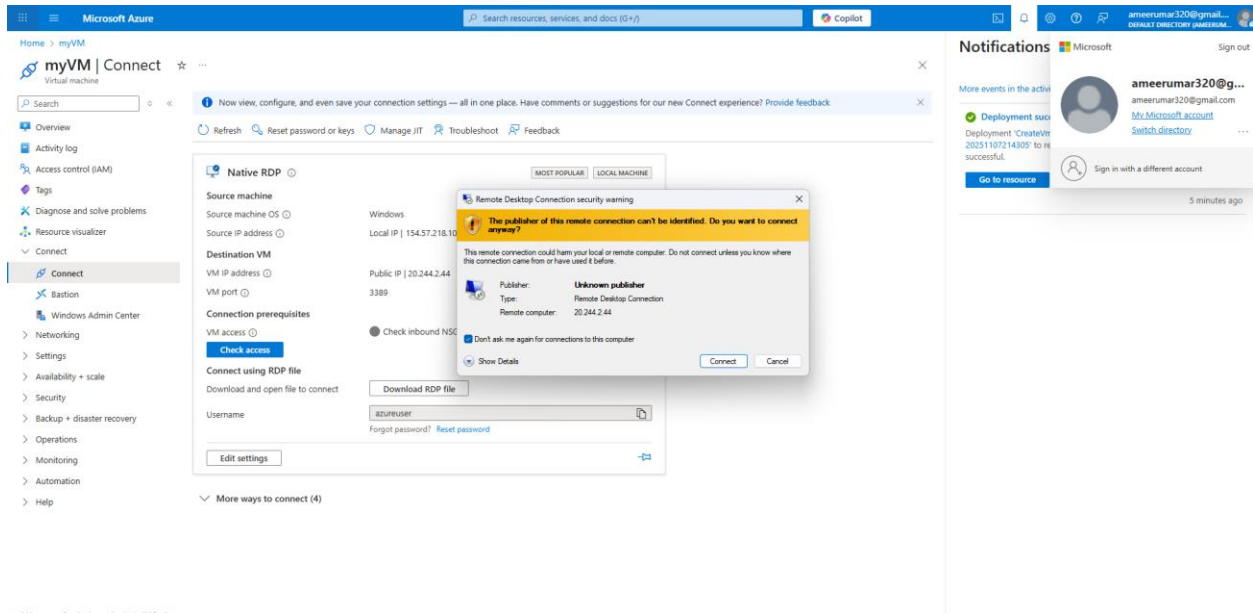 Microsoft Azure
Search resources, services, and docs (G+/)
Copilot
ameerumar320@gmail....
DEFAULT DIRECTORY (AMEERUM...
Home > myVM
myVM | Connect
Virtual machine
Search
Overview
Activity log
Access control (IAM)
Tags
Diagnose and solve problems
Resource visualizer
Connect
Connect
Bastion
Windows Admin Center
Networking
Settings
Availability + scale
Security
Backup + disaster recovery
Operations
Monitoring
Automation
Help
Now view, configure, and even save your connection settings — all in one place. Have comments or suggestions for our new Connect experience? Provide feedback
Refresh Reset password or keys Manage JIT Troubleshoot Feedback
Native RDP
MOST POPULAR LOCAL MACHINE
Source machine
Source machine OS Windows
Source IP address Local IP | 154.57.218.10
Destination VM
VM IP address Public IP | 20.244.2.44
VM port 3389
Connection prerequisites
VM access Check inbound NSG
Check access
Connect using RDP file
Download and open file to connect Download RDP file
Username azureuser
Forgot password? Reset password
Edit settings
More ways to connect (4)
Remote Desktop Connection security warning
The publisher of this remote connection can't be identified. Do you want to connect
anyway?
This remote connection could harm your local or remote computer. Do not connect unless you know where
this connection came from or have used it before.
Publisher: Unknown publisher
Type: Remote Desktop Connection
Remote computer: 20.244.2.44
Don't ask me again for connections to this computer
Show Details Connect Cancel
Notifications
More events in the activ
Deployment succ
Deployment 'CreateVm
20251107214305' to re
successful.
Go to resource
5 minutes ago
Microsoft Sign out
ameerumar320@g...
ameerumar320@gmail.com
My Microsoft account
Switch directory ...
Sign in with a different account